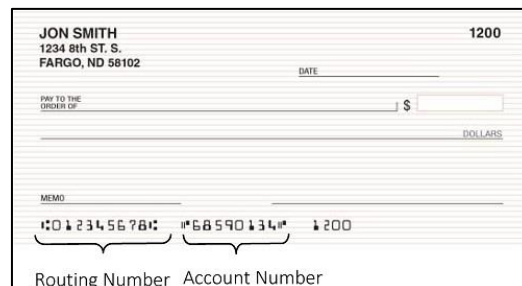 JON SMITH 1200
1234 8th ST. S.
FARGO, ND 58102
DATE
PAY TO THE
ORDER OF $
DOLLARS
MEMO
⑆012345678⑆ ⑈68590134⑈ 1200
Routing Number Account Number